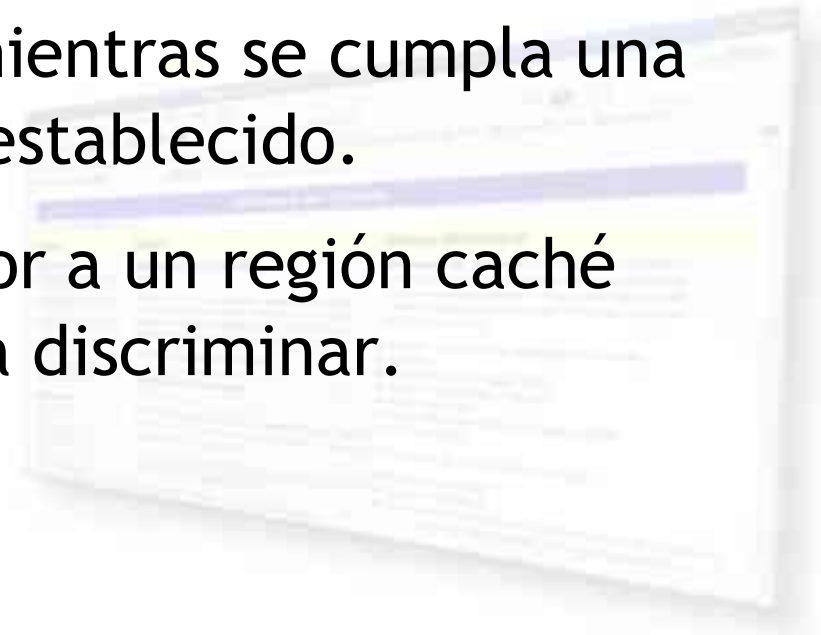 mientras se cumpla una
establecido.
or a un región caché
a discriminar.